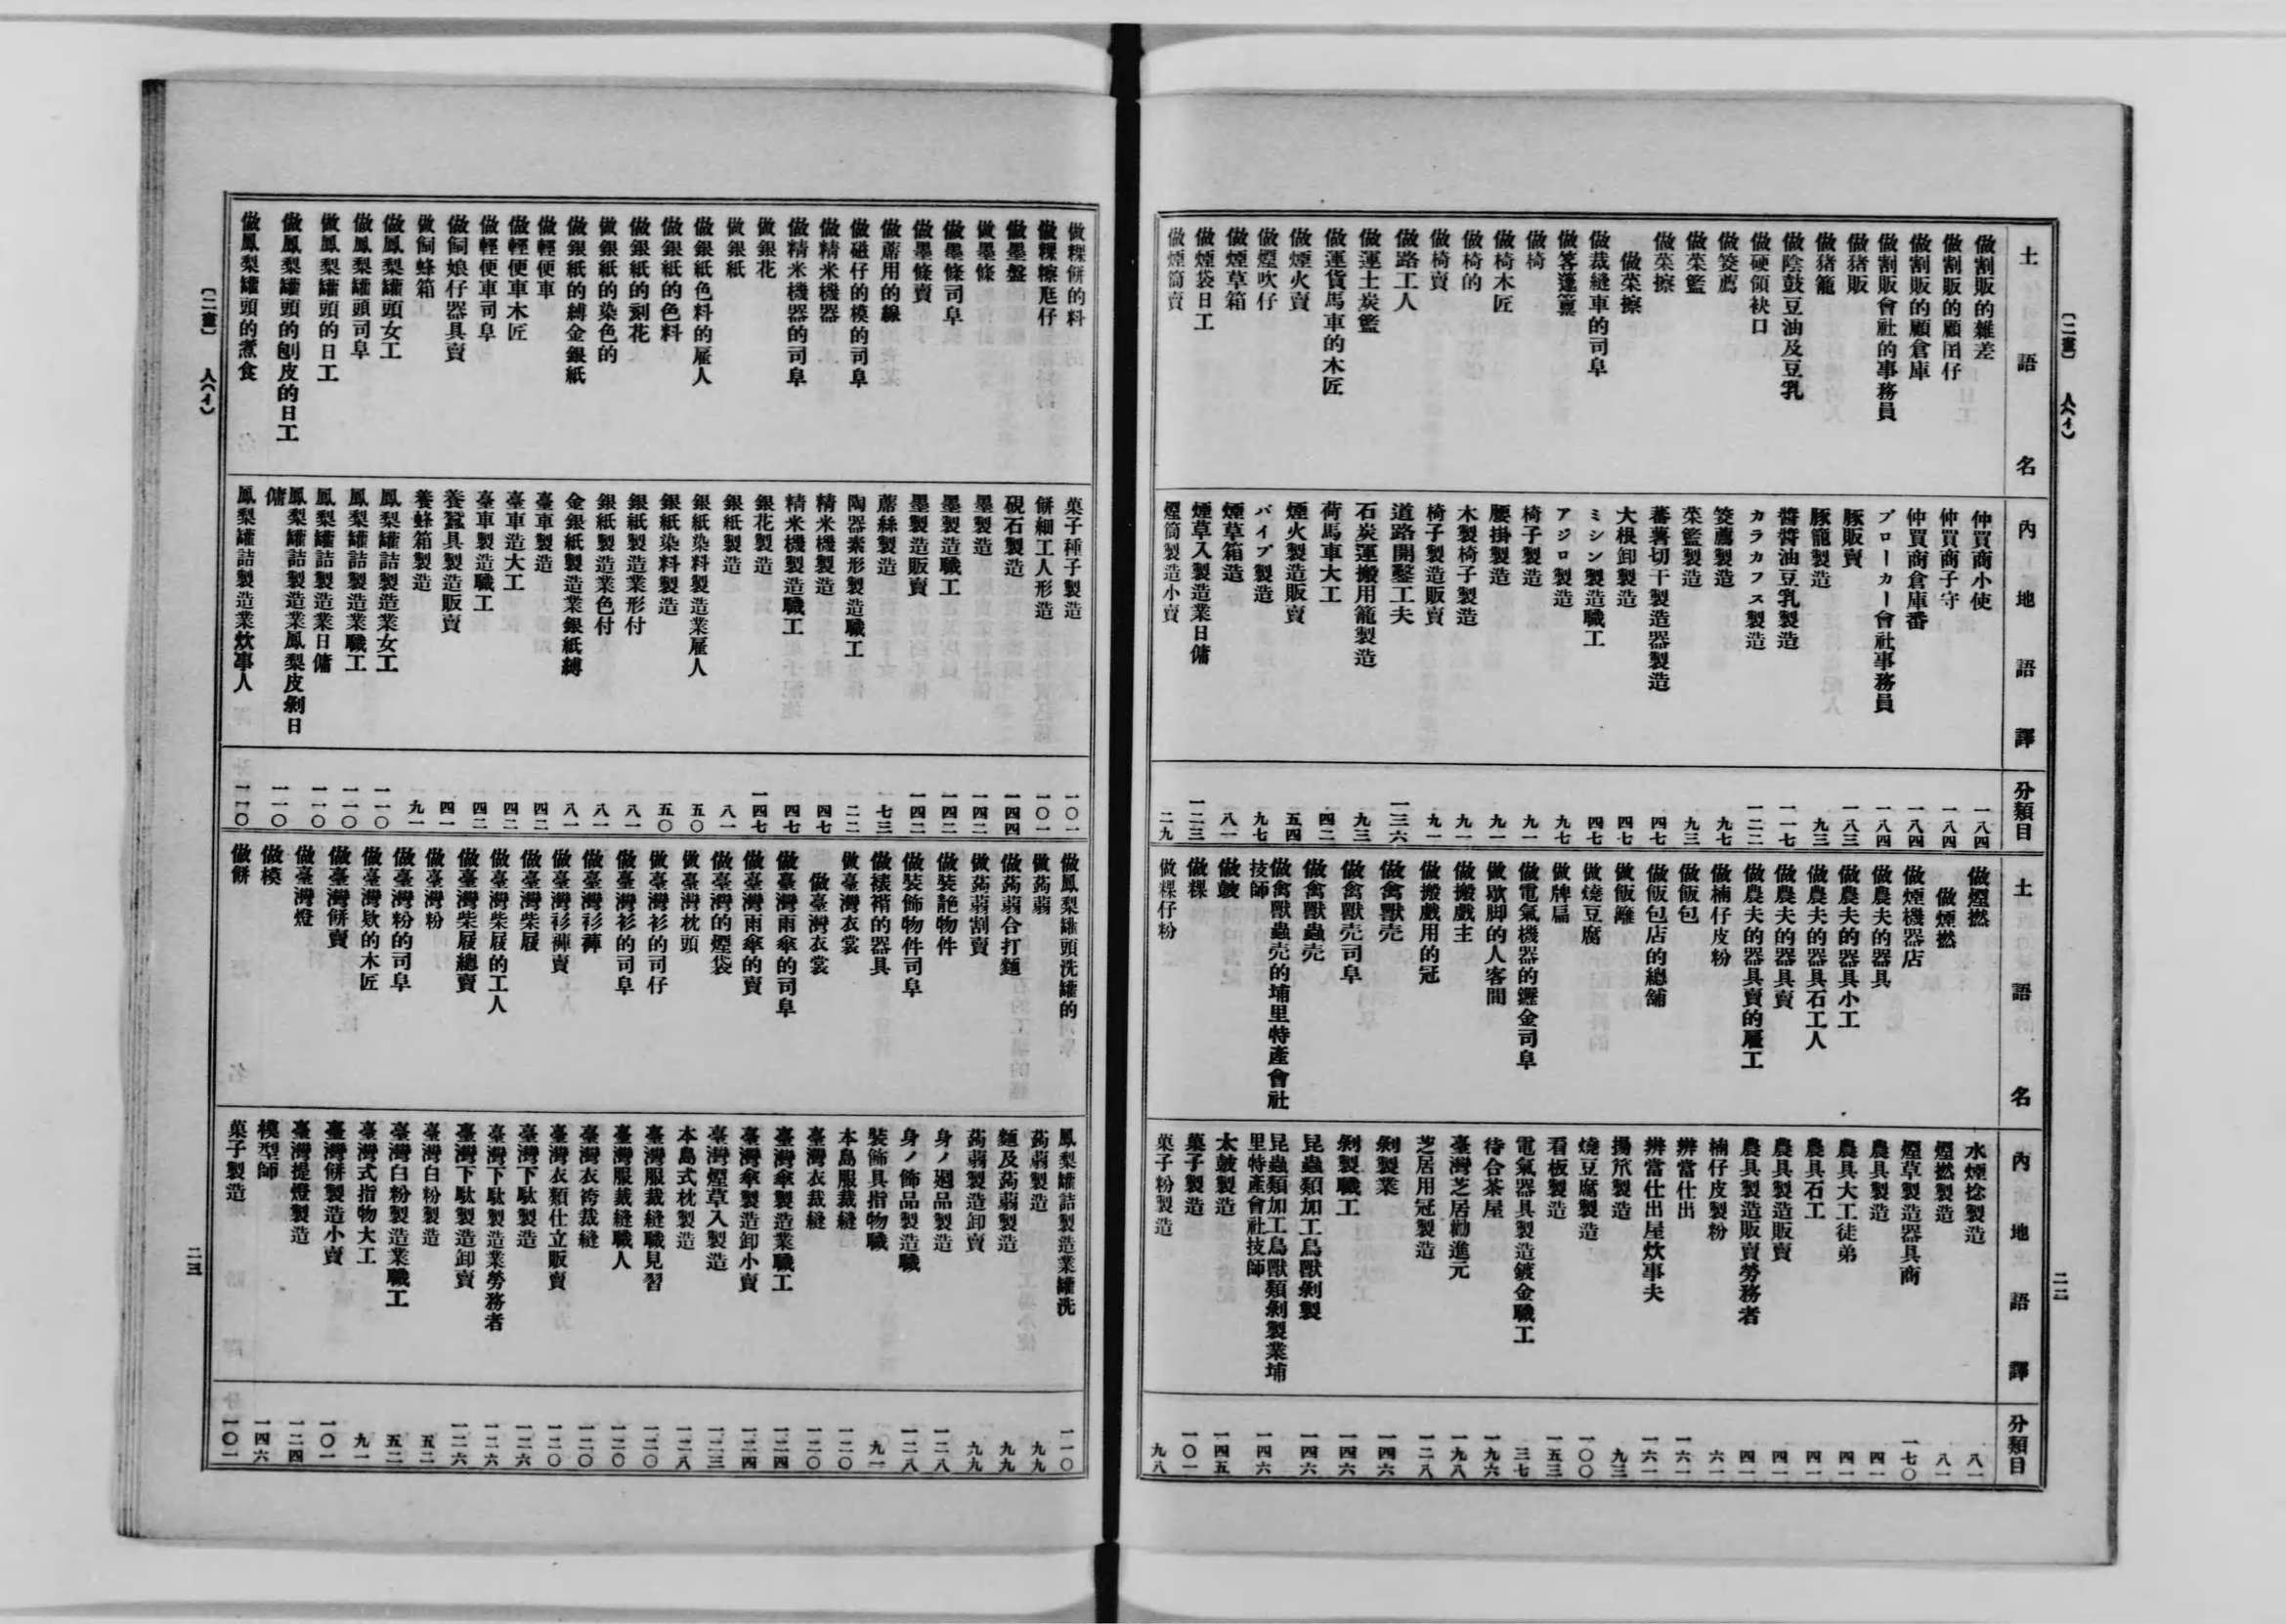 〔二畫〕 人(亻)
二二
土語名 內地語譯 分類目
做割販的雜差 仲買商小使 一八四
做割販的顧囝仔 仲買商子守 一八四
做割販的顧倉庫 仲買商倉庫番 一八四
做割販會社的事務員 ブローカー會社事務員 一八四
做猪販 豚販賣 一八三
做猪籠 豚籠製造 九三
做陰鼓豆油及豆乳 醬醬油豆乳製造 一一七
做硬領袂口 カラカフス製造 一二二
做筊薦 筊薦製造 九七
做菜籃 菜籃製造 九三
做菜擦 蕃薯切干製造器製造 四七
做菜擦 大根卸製造 四七
做裁縫車的司阜 ミシン製造職工 四七
做笭蓬簟 アジロ製造 九七
做椅 椅子製造 九一
做椅木匠 腰掛製造 九一
做椅的 木製椅子製造 九一
做椅賣 椅子製造販賣 九一
做路工人 道路開鑿工夫 一三六
做運土炭籃 石炭運搬用籠製造 九三
做運貨馬車的木匠 荷馬車大工 四二
做煙火賣 煙火製造販賣 五四
做煙吹仔 パイプ製造 九七
做煙草箱 煙草箱製造 八一
做煙袋日工 煙草入製造業日傭 一二三
做煙筒賣 煙筒製造小賣 二九
土語名 內地語譯 分類目
做煙撚 水煙捻製造 八一
做煙撚 煙撚製造 八一
做煙機器店 煙草製造器具商 一七〇
做農夫的器具 農具製造 四一
做農夫的器具小工 農具大工徒弟 四一
做農夫的器具石工人 農具石工 四一
做農夫的器具賣 農具製造販賣 四一
做農夫的器具賣的雇工 農具製造販賣勞務者 四一
做楠仔皮粉 楠仔皮製粉 六一
做飯包 辨當仕出 一六一
做飯包店的總舖 辨當仕出屋炊事夫 一六一
做飯籬 揚笊製造 九三
做燒豆腐 燒豆腐製造 一〇〇
做牌扁 看板製造 一五三
做電氣機器的鍍金司阜 電氣器具製造鍍金職工 三七
做歇脚的人客間 待合茶屋 一九六
做搬戲主 臺灣芝居勸進元 一九八
做搬戲用的冠 芝居用冠製造 一二八
做禽獸壳 剝製業 一四六
做禽獸壳司阜 剝製職工 一四六
做禽獸蟲壳 昆蟲類加工鳥獸剝製 一四六
做禽獸蟲壳的埔里特產會社技師 昆蟲類加工鳥獸類剝製業埔里特產會社技師 一四六
做皷 太皷製造 一四五
做粿 菓子製造 一〇一
做粿仔粉 菓子粉製造 九八
做粿餅的料 菓子種子製造 一〇一
做粿糝尪仔 餅細工人形造 一〇一
做墨盤 硯石製造 一四四
做墨條 墨製造 一四二
做墨條司阜 墨製造職工 一四二
做墨條賣 墨製造販賣 一四二
做蓆用的線 蓆絲製造 七三
做磁仔的模的司阜 陶器素形製造職工 二二
做精米機器 精米機製造 四七
做精米機器的司阜 精米機製造職工 四七
做銀花 銀花製造 一四七
做銀紙 銀紙製造 八一
做銀紙色料的雇人 銀紙染料製造業雇人 五〇
做銀紙的色料 銀紙染料製造 五〇
做銀紙的刻花 銀紙製造業形付 八一
做銀紙的染色的 銀紙製造業色付 八一
做銀紙的縛金銀紙 金銀紙製造業銀紙縛 八一
做輕便車 臺車製造 四二
做輕便車木匠 臺車造大工 四二
做輕便車司阜 臺車製造職工 四二
做飼娘仔器具賣 養蠶具製造販賣 四一
做飼蜂箱 養蜂箱製造 九一
做鳳梨罐頭女工 鳳梨罐詰製造業女工 一一〇
做鳳梨罐頭司阜 鳳梨罐詰製造業職工 一一〇
做鳳梨罐頭的日工 鳳梨罐詰製造業日傭 一一〇
做鳳梨罐頭的刨皮的日工 鳳梨罐詰製造業鳳梨皮剝日傭 一一〇
做鳳梨罐頭的煮食 鳳梨罐詰製造業炊事人 一一〇
做鳳梨罐頭洗罐的 鳳梨罐詰製造業罐洗 一一〇
做蒟蒻 蒟蒻製造 九九
做蒟蒻合打麵 麵及蒟蒻製造 九九
做蒟蒻割賣 蒟蒻製造卸賣 九九
做裝䒌物件 身ノ廻品製造 一二八
做裝飾物件司阜 身ノ飾品製造職 一二八
做裱褙的器具 裝飾具指物職 九一
做臺灣衣裳 本島服裁縫 一二〇
做臺灣衣裳 臺灣衣裁縫 一二〇
做臺灣雨傘的司阜 臺灣傘製造業職工 一二四
做臺灣雨傘的賣 臺灣傘製造卸小賣 一二四
做臺灣的煙袋 臺灣煙草入製造 一二三
做臺灣枕頭 本島式枕製造 一二八
做臺灣衫的司仔 臺灣服裁縫職見習 一二〇
做臺灣衫的司阜 臺灣服裁縫職人 一二〇
做臺灣衫褲 臺灣衣袴裁縫 一二〇
做臺灣衫褲賣 臺灣衣類仕立販賣 一二〇
做臺灣柴屐 臺灣下駄製造 一二六
做臺灣柴屐的工人 臺灣下駄製造業勞務者 一二六
做臺灣柴屐總賣 臺灣下駄製造卸賣 一二六
做臺灣粉 臺灣白粉製造 五二
做臺灣粉的司阜 臺灣白粉製造業職工 五二
做臺灣欵的木匠 臺灣式指物大工 九一
做臺灣餅賣 臺灣餅製造小賣 一〇一
做臺灣燈 臺灣提燈製造 一二四
做模 模型師 一四六
做餅 菓子製造 一〇一
〔二畫〕 人(亻)
二三